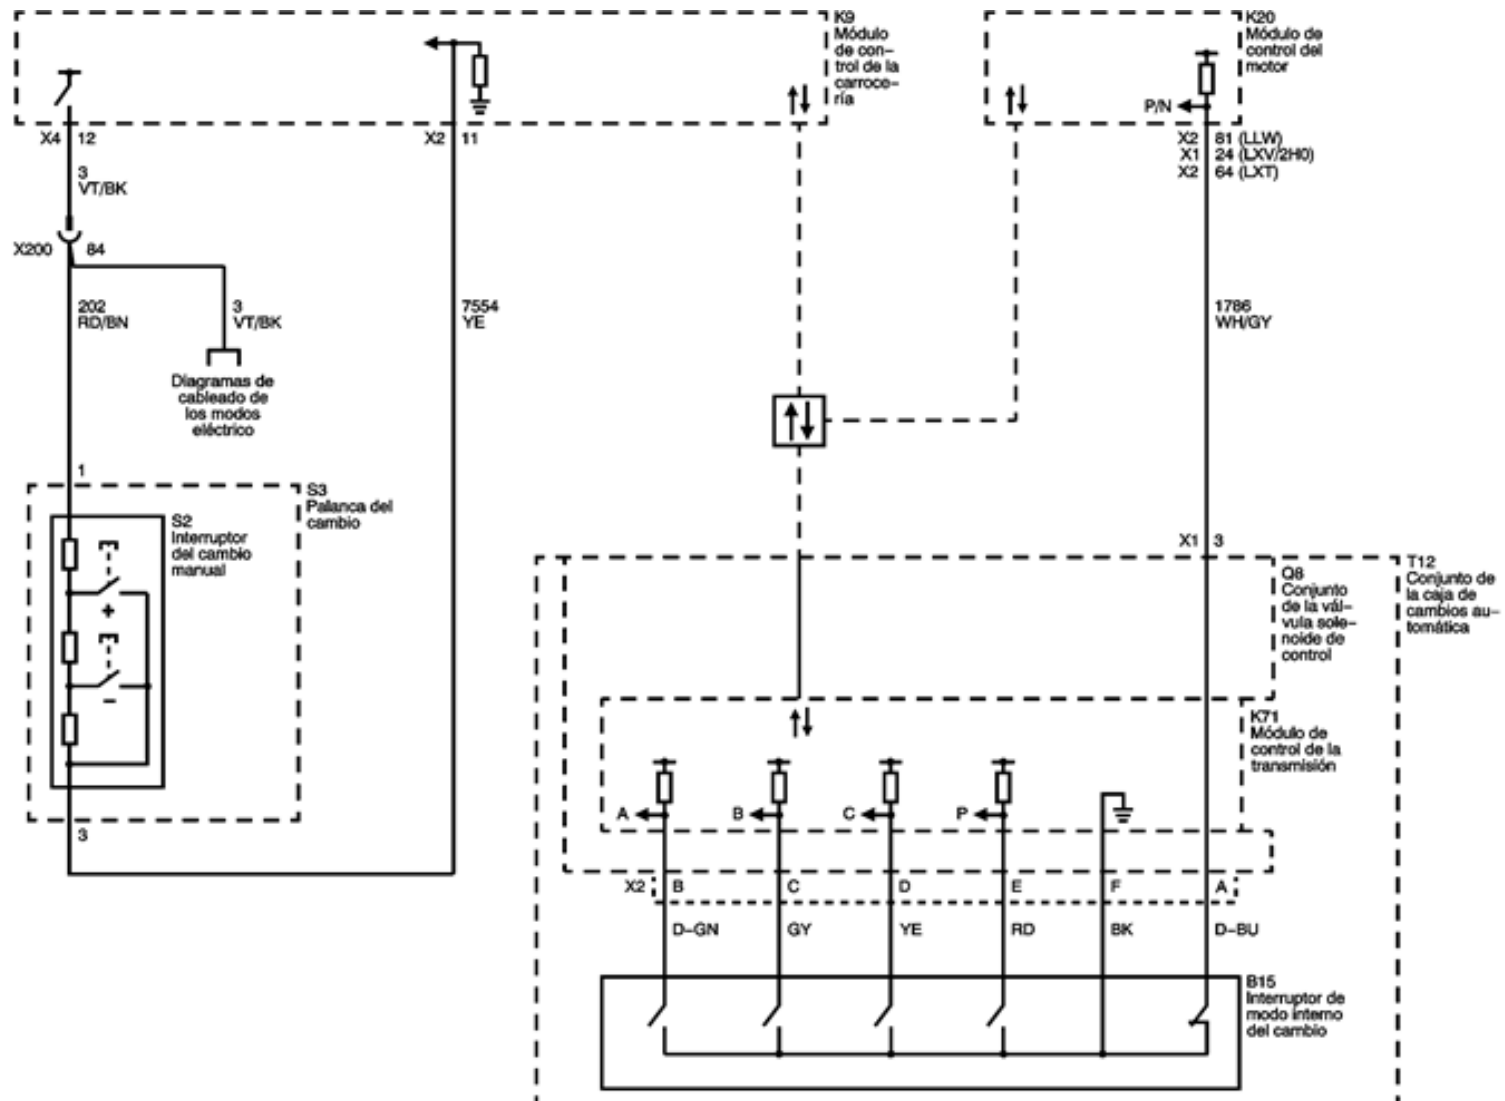 K9
Módulo
de con-
trol de la
carroce-
ría
K20
Módulo de
control del
motor
P/N
X4 12
X2 11
X2 81 (LLW)
X1 24 (LXV/2H0)
X2 64 (LXT)
3
VT/BK
X200 84
202
RD/BN
3
VT/BK
7554
YE
1786
WH/GY
Diagramas de
cableado de
los modos
eléctrico
1
S3
Palanca del
cambio
S2
Interruptor
del cambio
manual
+
-
3
X1 3
T12
Conjunto de
la caja de
cambios au-
tomática
Q8
Conjunto
de la vál-
vula sole-
noide de
control
K71
Módulo de
control de la
transmisión
A B C P
X2 B C D E F A
D-GN GY YE RD BK D-BU
B15
Interruptor de
modo interno
del cambio